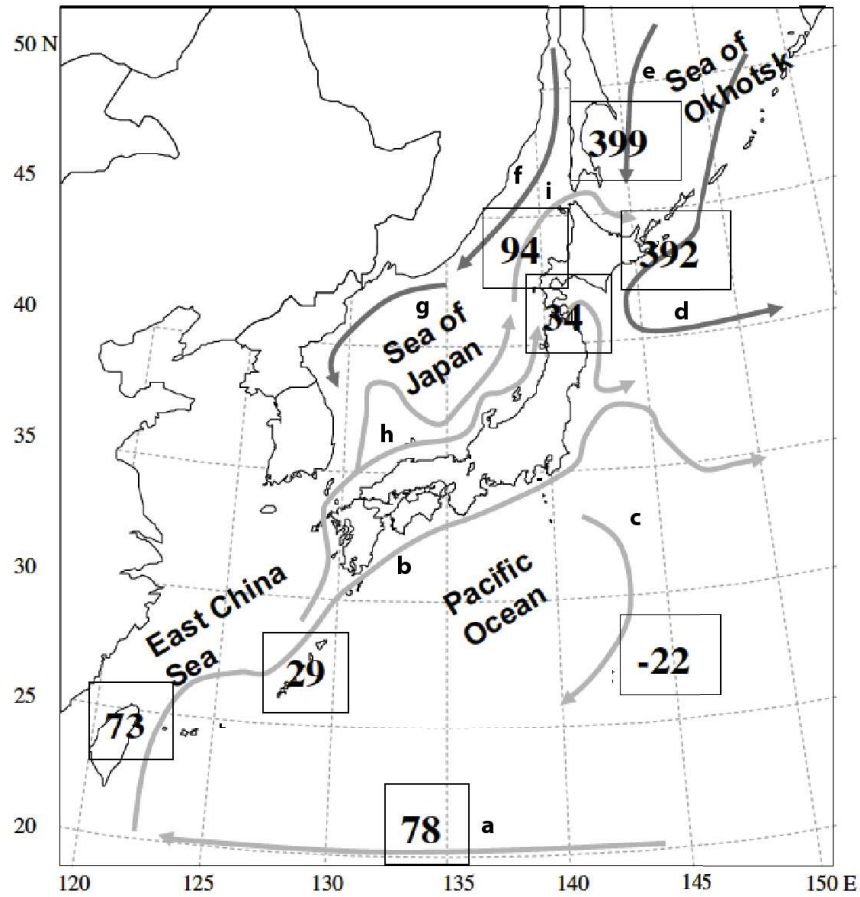 50 N
45
40
35
30
25
20
120
125
130
135
140
145
150 E
Sea of
Okhotsk
e
399
f
i
94
392
g
34
d
Sea of
Japan
h
c
b
Pacific
Ocean
East China
Sea
29
-22
73
78
a